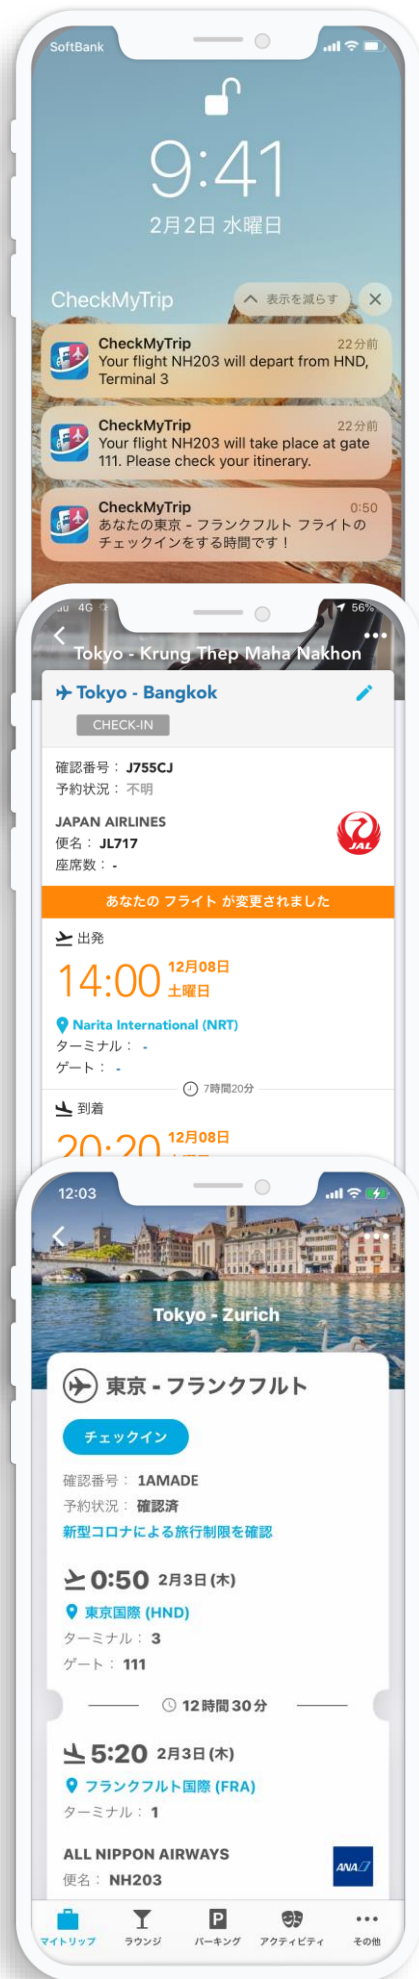 SoftBank
9:41
2月2日 水曜日
CheckMyTrip
表示を減らす
CheckMyTrip 22分前
Your flight NH203 will depart from HND,
Terminal 3
CheckMyTrip 22分前
Your flight NH203 will take place at gate
111. Please check your itinerary.
CheckMyTrip 0:50
あなたの東京 - フランクフルト フライトの
チェックインをする時間です！
au 4G 56%
Tokyo - Krung Thep Maha Nakhon
Tokyo - Bangkok
CHECK-IN
確認番号： J755CJ
予約状況： 不明
JAPAN AIRLINES
便名： JL717
JAL
座席数： -
あなたの フライト が変更されました
出発
14:00 12月08日
土曜日
Narita International (NRT)
ターミナル： -
ゲート： -
7時間20分
到着
20:20 12月08日
12:03
Tokyo - Zurich
東京 - フランクフルト
チェックイン
確認番号： 1AMADE
予約状況： 確認済
新型コロナによる旅行制限を確認
0:50 2月3日(木)
東京国際 (HND)
ターミナル： 3
ゲート： 111
12時間30分
5:20 2月3日(木)
フランクフルト国際 (FRA)
ターミナル： 1
ALL NIPPON AIRWAYS
ANA
便名： NH203
マイトリップ ラウンジ P パーキング アクティビティ その他